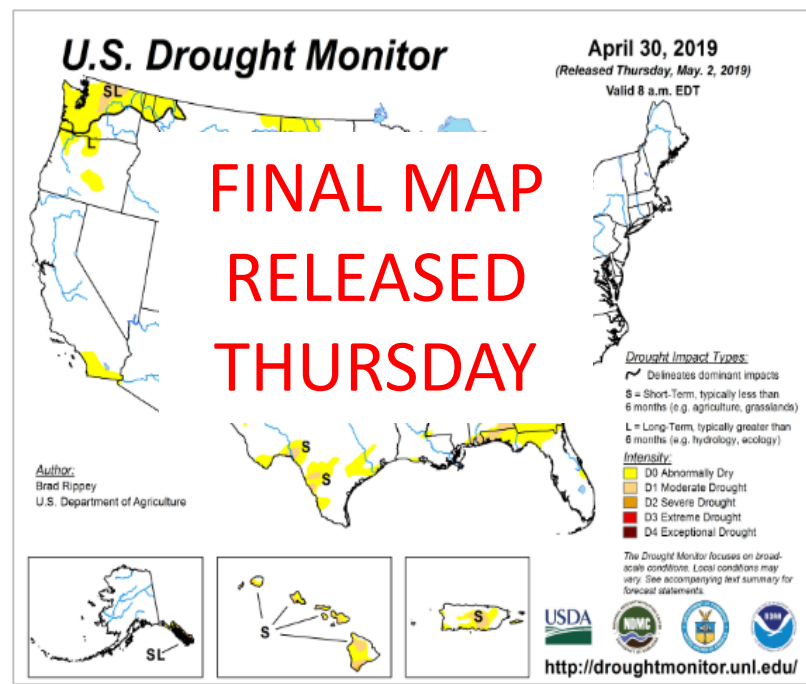 U.S. Drought Monitor
April 30, 2019
(Released Thursday, May. 2, 2019)
Valid 8 a.m. EDT
SL
L
FINAL MAP
RELEASED
THURSDAY
Drought Impact Types:
Delineates dominant impacts
S = Short-Term, typically less than
6 months (e.g. agriculture, grasslands)
L = Long-Term, typically greater than
6 months (e.g. hydrology, ecology)
S
S
Intensity:
D0 Abnormally Dry
D1 Moderate Drought
D2 Severe Drought
D3 Extreme Drought
D4 Exceptional Drought
Author:
Brad Rippey
U.S. Department of Agriculture
The Drought Monitor focuses on broad-
scale conditions. Local conditions may
vary. See accompanying text summary for
forecast statements.
SL
S
S
USDA
NDMC
NOAA
http://droughtmonitor.unl.edu/